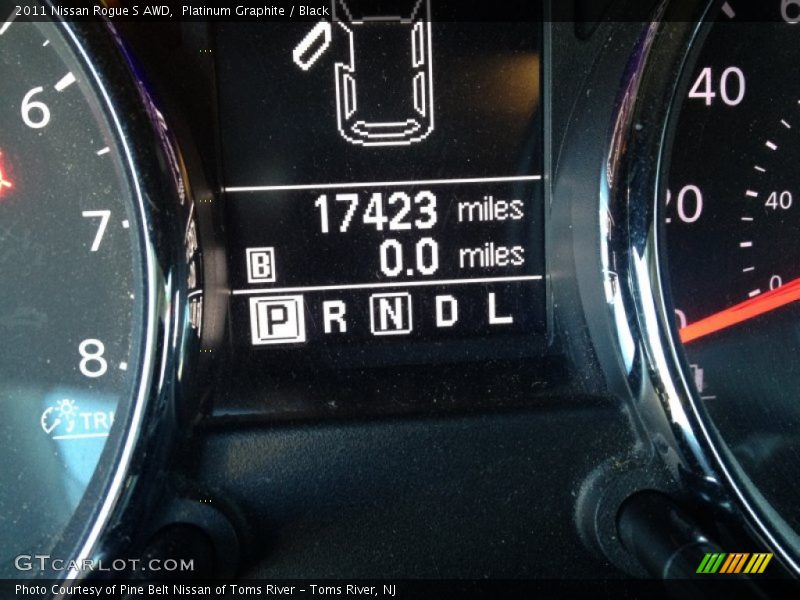 2011 Nissan Rogue S AWD,  Platinum Graphite / Black
6
7
8
17423 miles
B 0.0 miles
P R N D L
40
20
40
0
GTCARLOT.COM
Photo Courtesy of Pine Belt Nissan of Toms River - Toms River, NJ